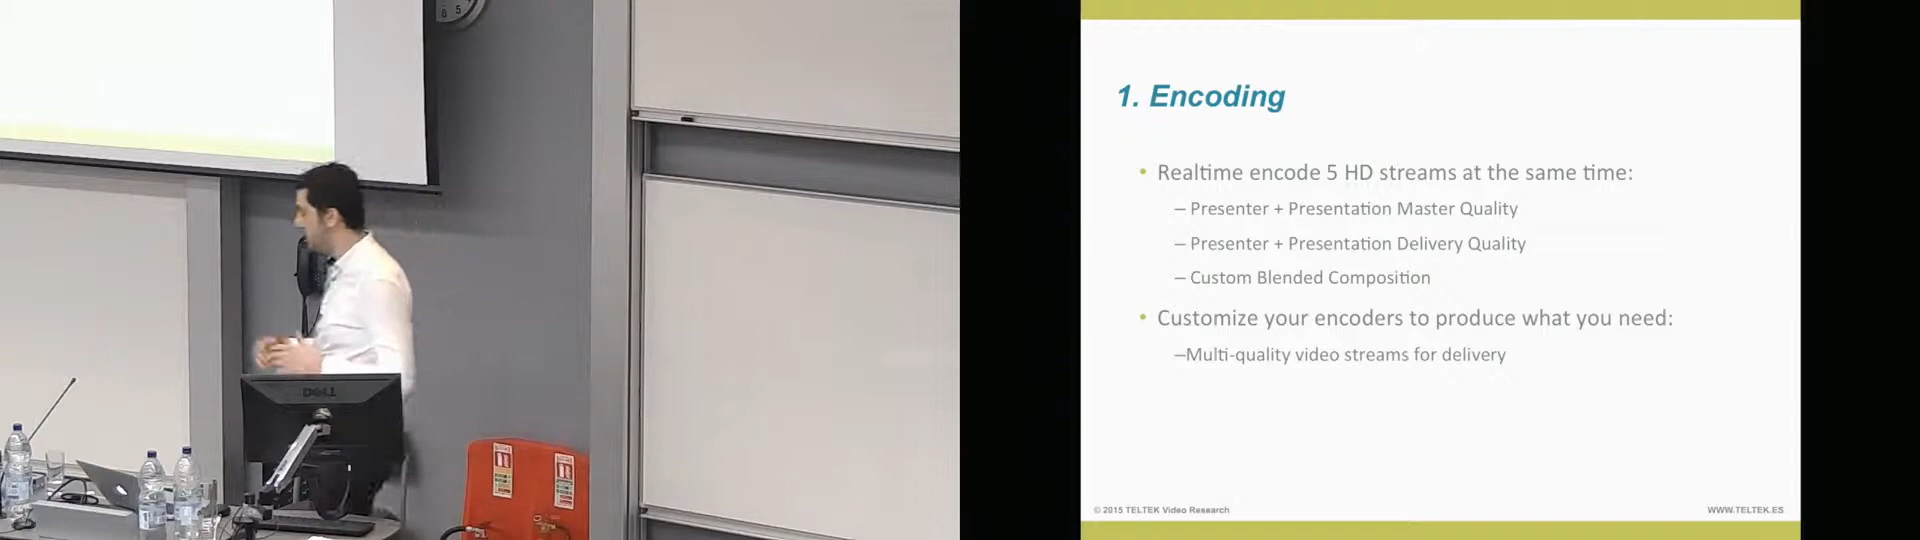 DELL
1. Encoding
• Realtime encode 5 HD streams at the same time:
– Presenter + Presentation Master Quality
– Presenter + Presentation Delivery Quality
– Custom Blended Composition
• Customize your encoders to produce what you need:
–Multi-quality video streams for delivery
© 2015 TELTEK Video Research
WWW.TELTEK.ES